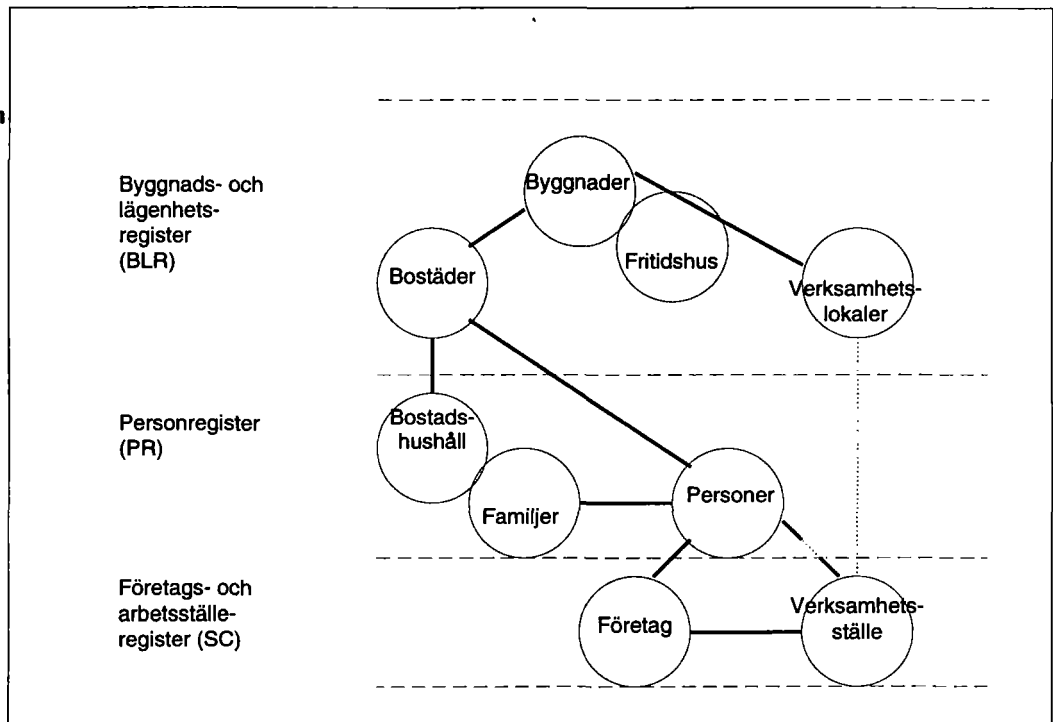 Byggnads- och
lägenhets-
register
(BLR)
Byggnader
Fritidshus
Bostäder
Verksamhets-
lokaler
Personregister
(PR)
Bostads-
hushåll
Familjer
Personer
Företags- och
arbetsställe-
register (SC)
Företag
Verksamhets-
ställe